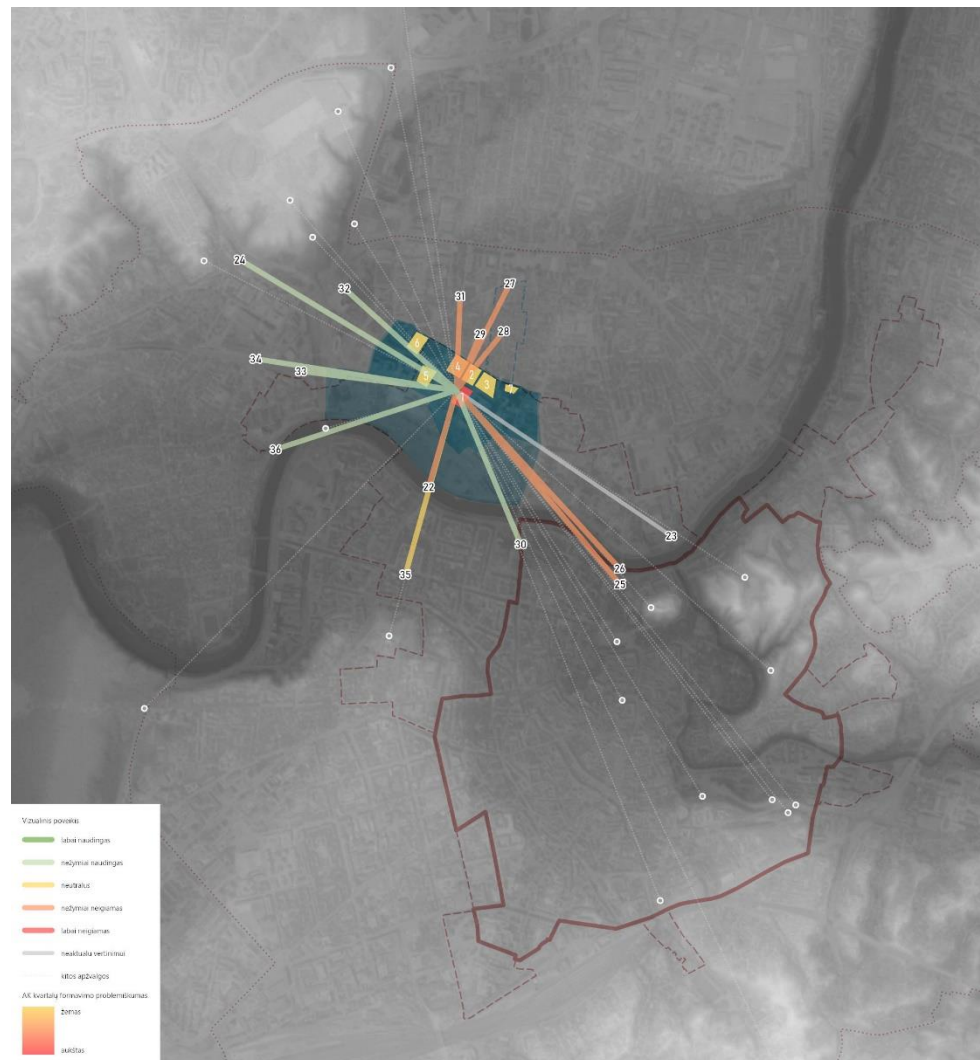 24
32
31
27
29
28
6
4
2
3
7
5
1
34
33
36
22
35
30
23
26
25
Vizualinis poveikis
labai naudingas
nežymiai naudingas
neutralus
nežymiai neigiamas
labai neigiamas
neaktualu vertinimui
kitos apžvalgos
AK kvartalų formavimo problemiškumas
žemas
aukštas